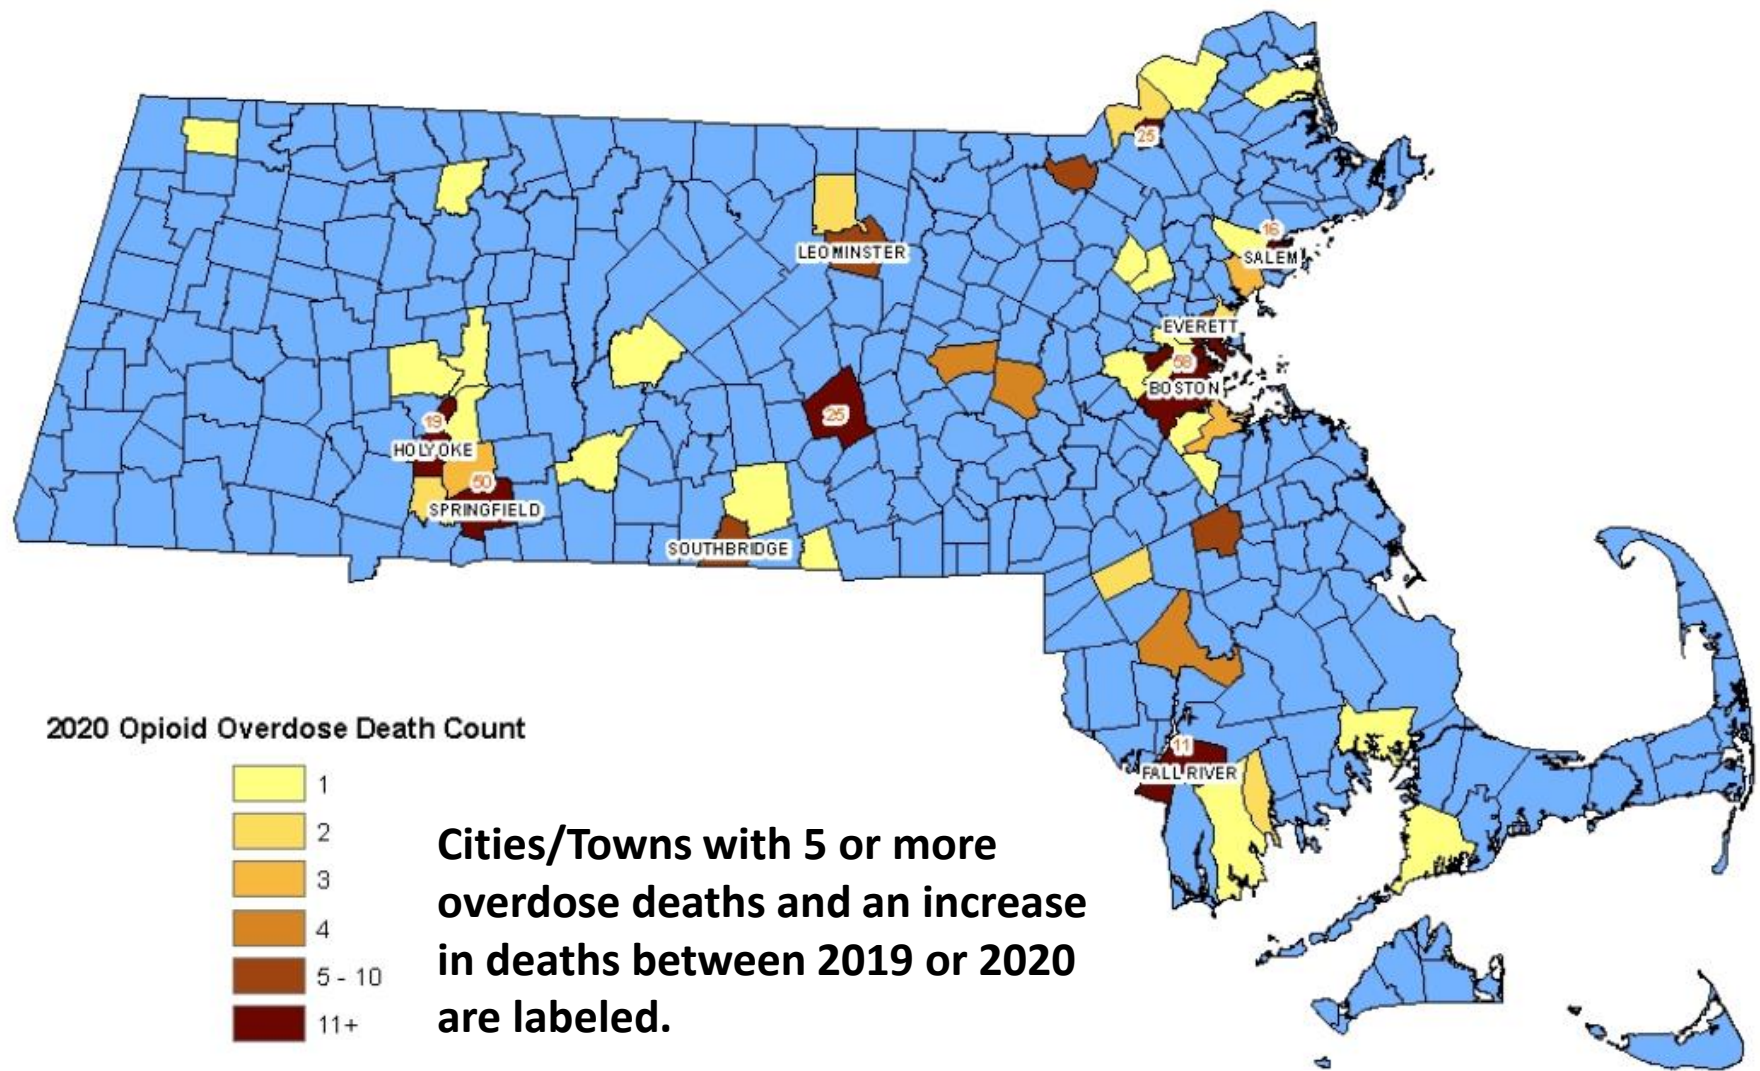 25
16
LEOMINSTER
SALEM
EVERETT
58
BOSTON
25
19
HOLYOKE
50
SPRINGFIELD
SOUTHBRIDGE
11
FALL RIVER
2020 Opioid Overdose Death Count
1
2
3
4
5 - 10
11+
Cities/Towns with 5 or more
overdose deaths and an increase
in deaths between 2019 or 2020
are labeled.